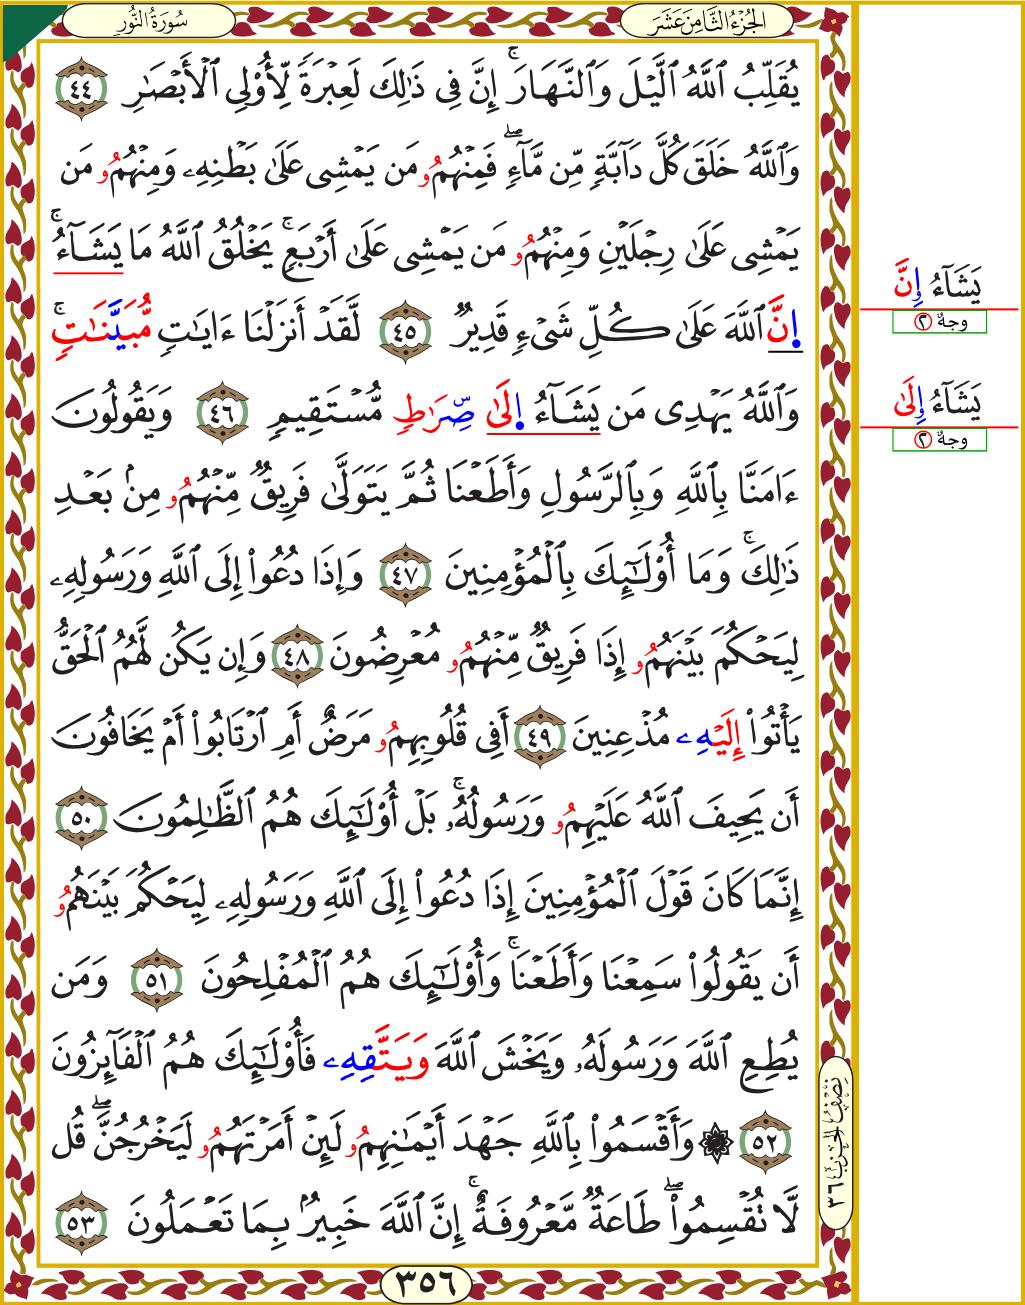 الجُزْءُ الثَّامِنَ عَشَرَ
سُورَةُ النُّورِ
يُقَلِّبُ ٱللَّهُ ٱلَّيۡلَ وَٱلنَّهَارَۚ إِنَّ فِي ذَٰلِكَ لَعِبۡرَةٗ لِّأُوْلِي ٱلۡأَبۡصَٰرِ ٤٤
وَٱللَّهُ خَلَقَ كُلَّ دَآبَّةٖ مِّن مَّآءٖۖ فَمِنۡهُمُۥ مَن يَمۡشِي عَلَىٰ بَطۡنِهِۦ وَمِنۡهُمُۥ مَن
يَمۡشِي عَلَىٰ رِجۡلَيۡنِ وَمِنۡهُمُۥ مَن يَمۡشِي عَلَىٰٓ أَرۡبَعٖۚ يَخۡلُقُ ٱللَّهُ مَا يَشَآءُۚ
اِنَّ ٱللَّهَ عَلَىٰ كُلِّ شَيۡءٖ قَدِيرٞ ٤٥ لَّقَدۡ أَنزَلۡنَا ءَايَٰتٖ مُّبَيَّنَٰتٖۚ
وَٱللَّهُ يَهۡدِي مَن يَشَآءُ اِلَىٰ صِّرَٰطٖ مُّسۡتَقِيمٖ ٤٦ وَيَقُولُونَ
ءَامَنَّا بِٱللَّهِ وَبِٱلرَّسُولِ وَأَطَعۡنَا ثُمَّ يَتَوَلَّىٰ فَرِيقٞ مِّنۡهُمُۥ مِنۢ بَعۡدِ
ذَٰلِكَۚ وَمَآ أُوْلَٰٓئِكَ بِٱلۡمُؤۡمِنِينَ ٤٧ وَإِذَا دُعُوٓاْ إِلَى ٱللَّهِ وَرَسُولِهِۦ
لِيَحۡكُمَ بَيۡنَهُمُۥ إِذَا فَرِيقٞ مِّنۡهُمُۥ مُعۡرِضُونَ ٤٨ وَإِن يَكُن لَّهُمُ ٱلۡحَقُّ
يَأۡتُوٓاْ إِلَيۡهِۦ مُذۡعِنِينَ ٤٩ أَفِي قُلُوبِهِمُۥ مَرَضٌ أَمِ ٱرۡتَابُوٓاْ أَمۡ يَخَافُونَ
أَن يَحِيفَ ٱللَّهُ عَلَيۡهِمُۥ وَرَسُولُهُۥۚ بَلۡ أُوْلَٰٓئِكَ هُمُ ٱلظَّٰلِمُونَ ٥٠
إِنَّمَا كَانَ قَوۡلَ ٱلۡمُؤۡمِنِينَ إِذَا دُعُوٓاْ إِلَى ٱللَّهِ وَرَسُولِهِۦ لِيَحۡكُمَ بَيۡنَهُمُۥ
أَن يَقُولُواْ سَمِعۡنَا وَأَطَعۡنَاۚ وَأُوْلَٰٓئِكَ هُمُ ٱلۡمُفۡلِحُونَ ٥١ وَمَن
يُطِعِ ٱللَّهَ وَرَسُولَهُۥ وَيَخۡشَ ٱللَّهَ وَيَتَّقِهِۦ فَأُوْلَٰٓئِكَ هُمُ ٱلۡفَآئِزُونَ
٥٢ ۞ وَأَقۡسَمُواْ بِٱللَّهِ جَهۡدَ أَيۡمَٰنِهِمُۥ لَئِنۡ أَمَرۡتَهُمُۥ لَيَخۡرُجُنَّۖ قُل
لَّا تُقۡسِمُواْۖ طَاعَةٞ مَّعۡرُوفَةٌۚ إِنَّ ٱللَّهَ خَبِيرُۢ بِمَا تَعۡمَلُونَ ٥٣
٣٥٦
يَشَآءُ وِنَّ
وجهٌ ٢
يَشَآءُ وِلَىٰ
وجهٌ ٢
نِصْفُ الحِزْبِ ٣٦